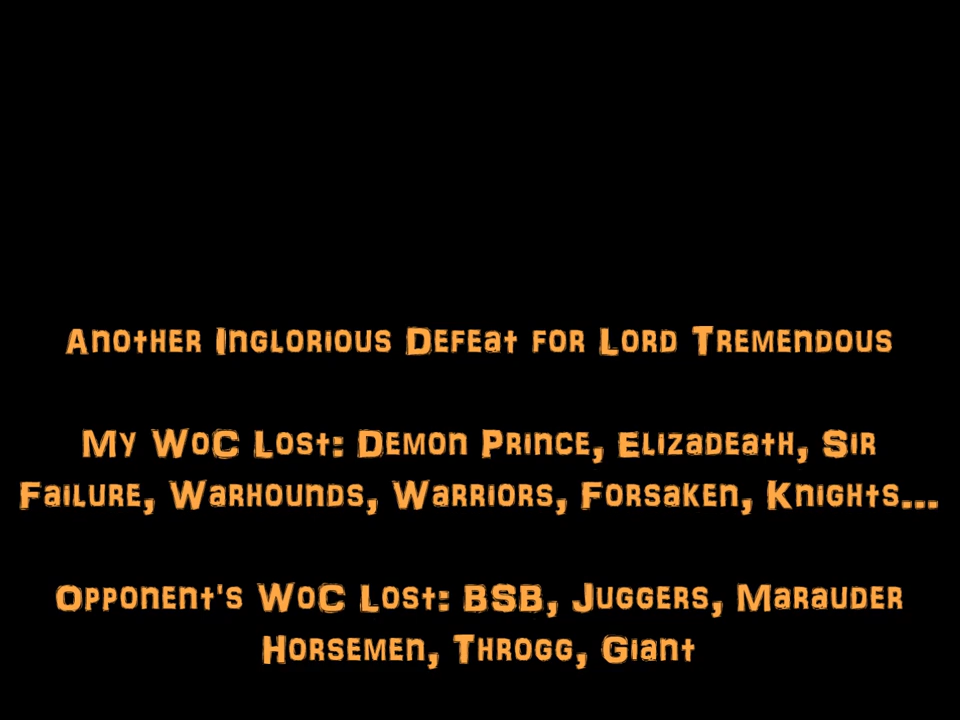 Another Inglorious Defeat for Lord Tremendous
My WoC Lost: Demon Prince, Elizadeath, Sir
Failure, Warhounds, Warriors, Forsaken, Knights...
Opponent's WoC Lost: BSB, Juggers, Marauder
Horsemen, Throgg, Giant